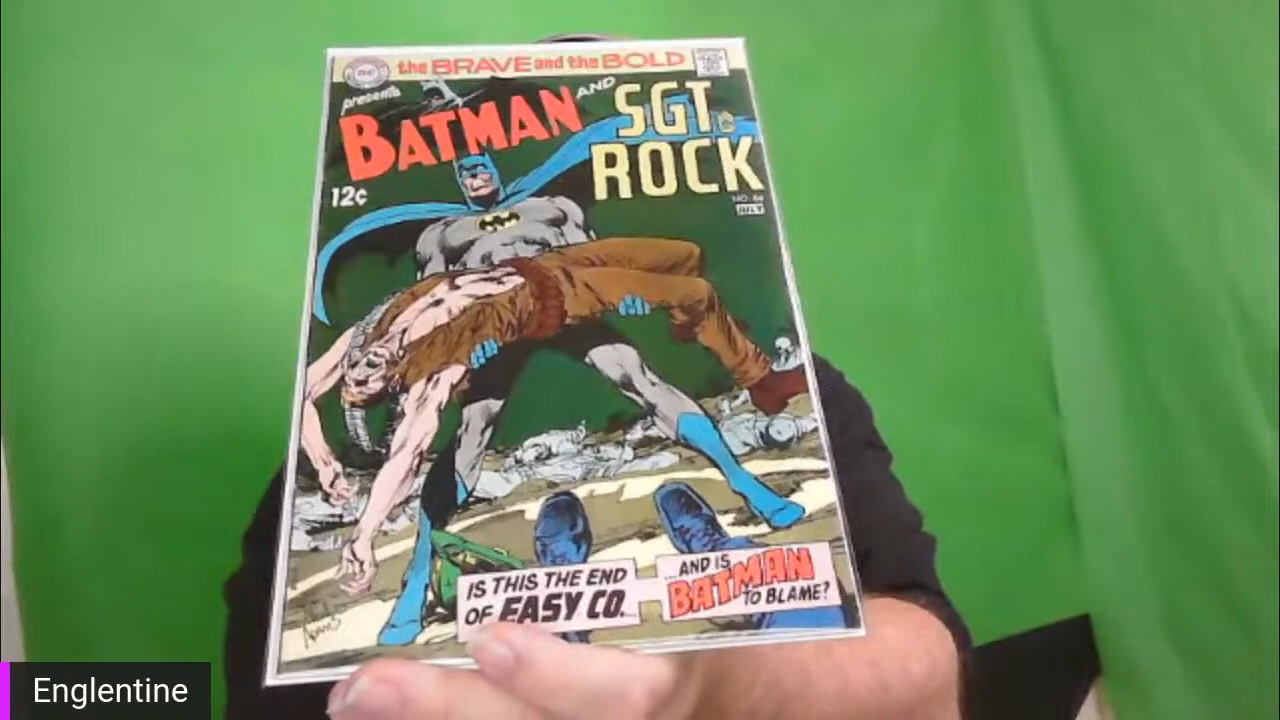 the BRAVE and the BOLD
DC
presents
BATMAN AND SGT. ROCK
12¢
NO. 84
JULY
IS THIS THE END
OF EASY CO...
...AND IS
BATMAN
TO BLAME?
Englentine